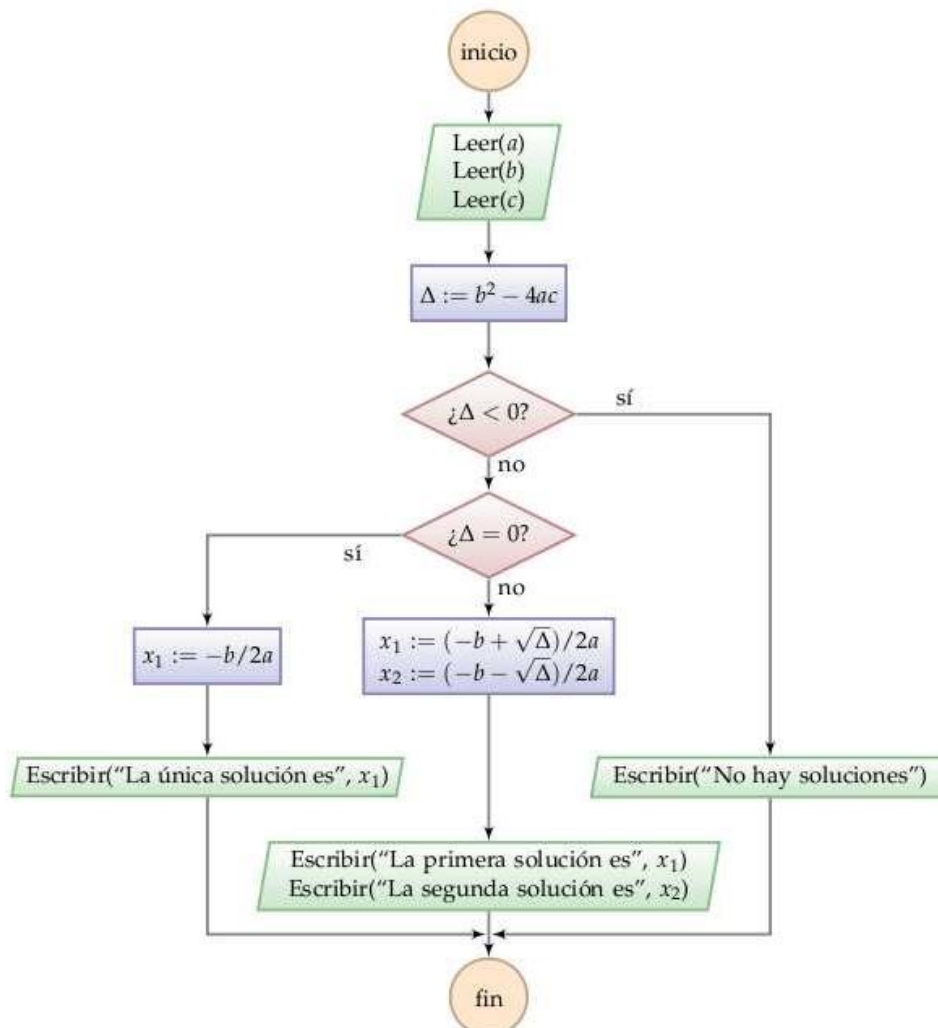 inicio
Leer(a)
Leer(b)
Leer(c)
Δ := b² − 4ac
¿Δ < 0?
sí
no
¿Δ = 0?
sí
no
x₁ := −b/2a
x₁ := (−b + √Δ)/2a
x₂ := (−b − √Δ)/2a
Escribir(“La única solución es”, x₁)
Escribir(“No hay soluciones”)
Escribir(“La primera solución es”, x₁)
Escribir(“La segunda solución es”, x₂)
fin